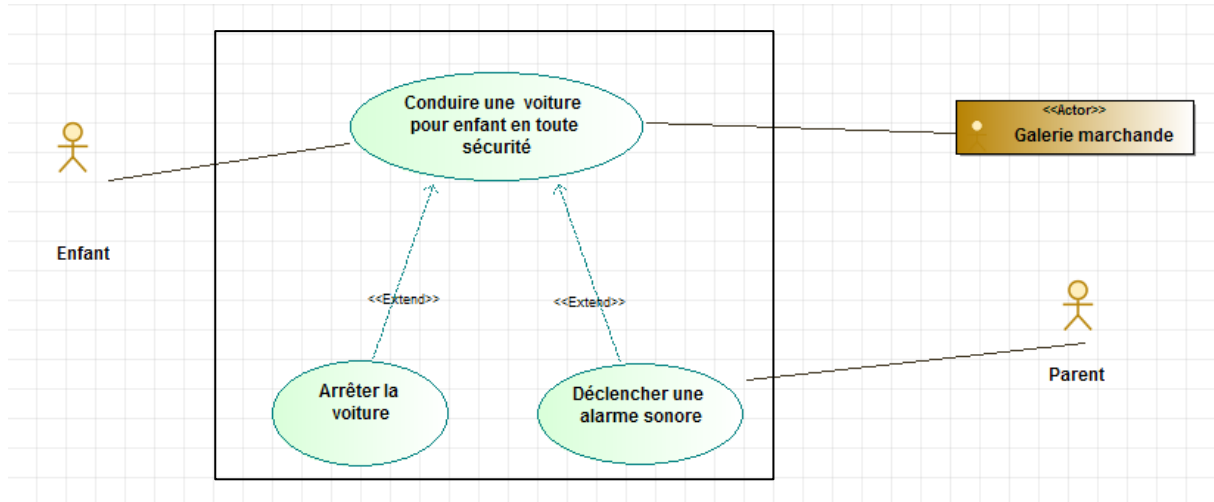 Conduire une voiture
pour enfant en toute
sécurité
<<Actor>>
Galerie marchande
Enfant
<<Extend>>
<<Extend>>
Parent
Arrêter la
voiture
Déclencher une
alarme sonore